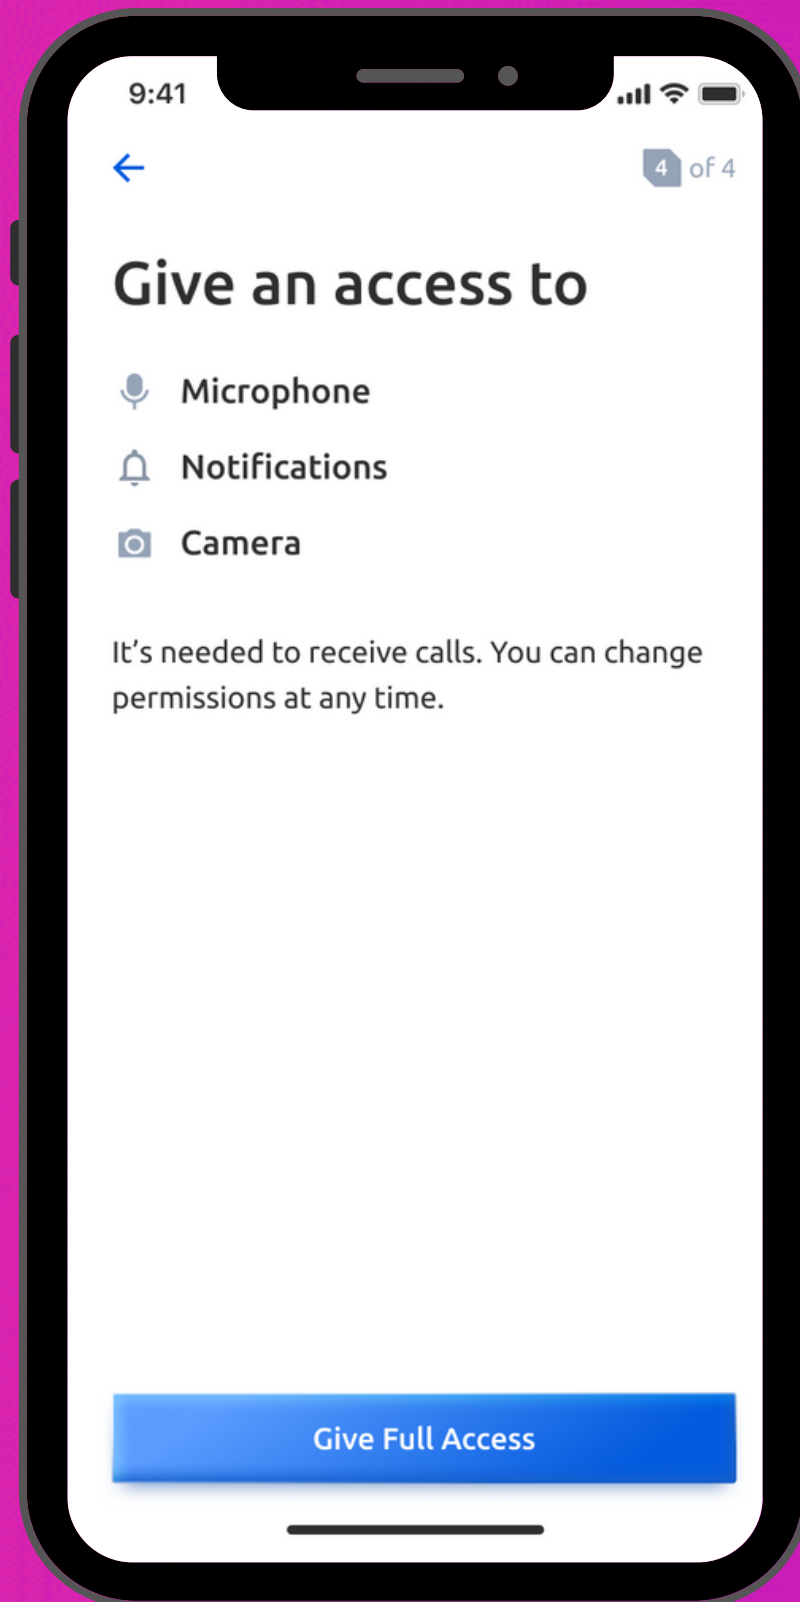 9:41
4 of 4
Give an access to
Microphone
Notifications
Camera
It’s needed to receive calls. You can change
permissions at any time.
Give Full Access